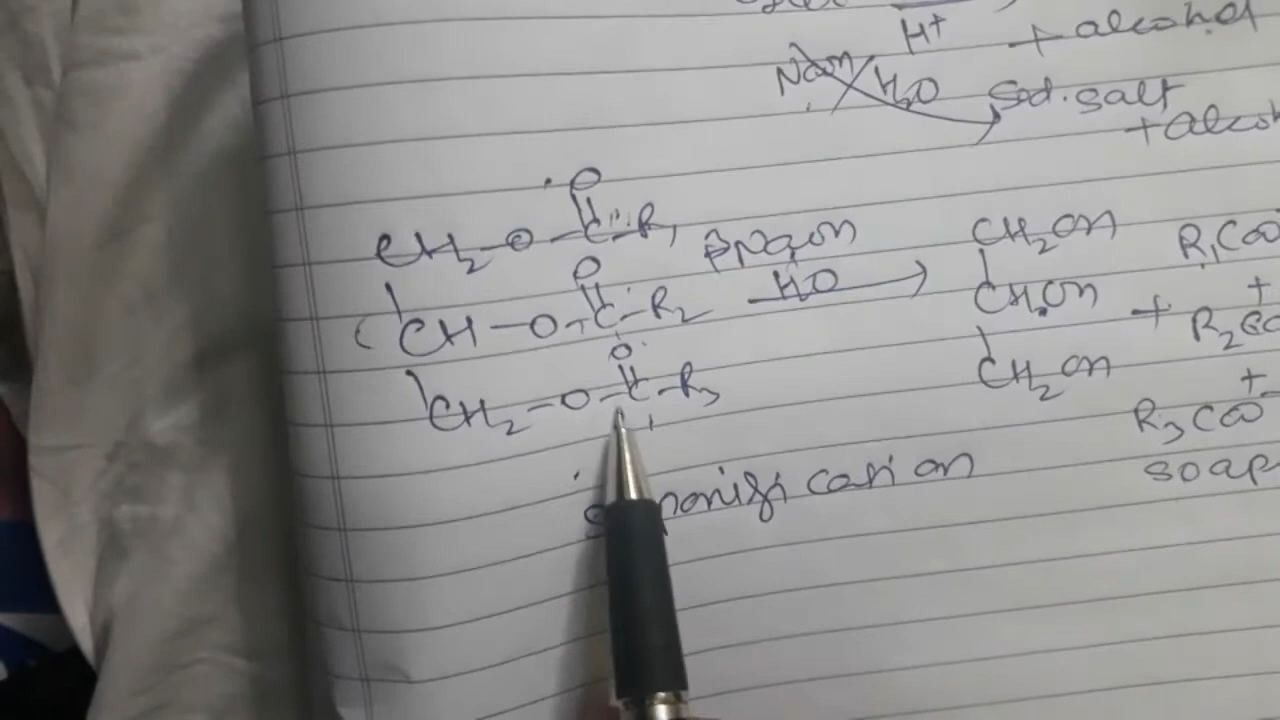 H+ + alcohol
NaOH/H2O Sod. salt
+ alcoh
O
CH2-O-C-R1 3NaOH CH2OH R1COO
O H2O +
CH-O-C-R2 → CHOH + R2COO
O +
CH2-O-C-R3 CH2OH R3COO-
saponification soap